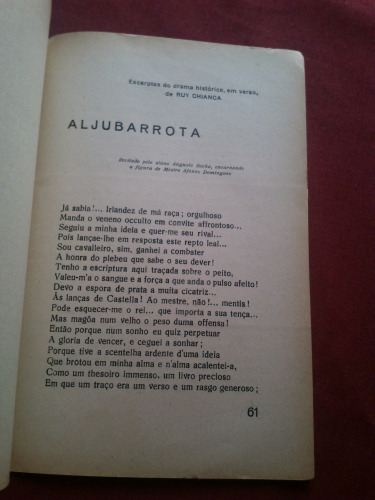 Excerptos do drama histórico, em verso,
de RUY CHIANCA
ALJUBARROTA
Recitado pelo aluno Augusto Rocha, encarnando
a figura de Mestre Afonso Domingues
Já sabia!... Irlandez de má raça; orgulhoso
Manda o veneno occulto em convite affrontoso...
Seguiu a minha ideia e quer-me seu rival...
Pois lançae-lhe em resposta este repto leal...
Sou cavalleiro, sim, ganhei a combater
A honra do plebeu que sabe o seu dever!
Tenho a escriptura aqui traçada sobre o peito,
Valeu-m'a o sangue e a força a que anda o pulso afeito!
Devo a espora de prata a muita cicatriz...
Ás lanças de Castella! Ao mestre, não!... mentís!
Pode esquecer-me o rei... que importa a sua tença...
Mas magôa num velho o peso duma offensa!
Então porque num sonho eu quiz perpetuar
A gloria de vencer, e ceguei a sonhar;
Porque tive a scentelha ardente d'uma ideia
Que brotou em minha alma e n'alma acalentei-a,
Como um thesoiro immenso, um livro precioso
Em que um traço era um verso e um rasgo generoso;
61